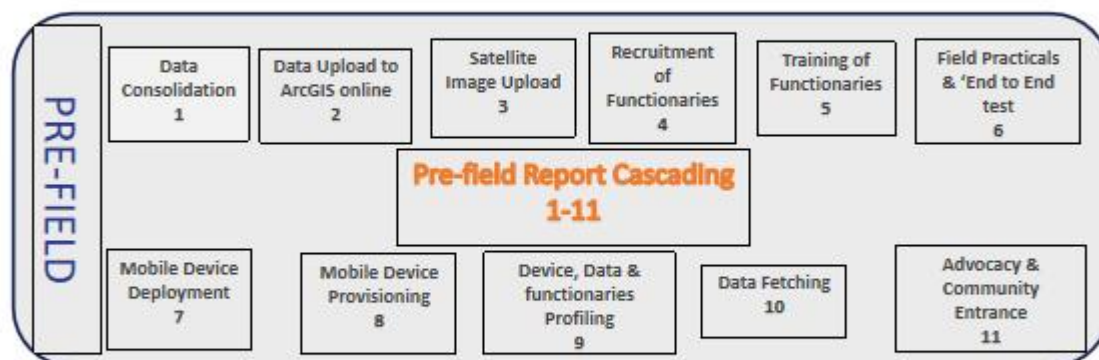 PRE-FIELD
Data
Consolidation
1
Data Upload to
ArcGIS online
2
Satellite
Image Upload
3
Recruitment
of
Functionaries
4
Training of
Functionaries
5
Field Practicals
& ‘End to End
test
6
Pre-field Report Cascading
1-11
Mobile Device
Deployment
7
Mobile Device
Provisioning
8
Device, Data &
functionaries
Profiling
9
Data Fetching
10
Advocacy &
Community
Entrance
11